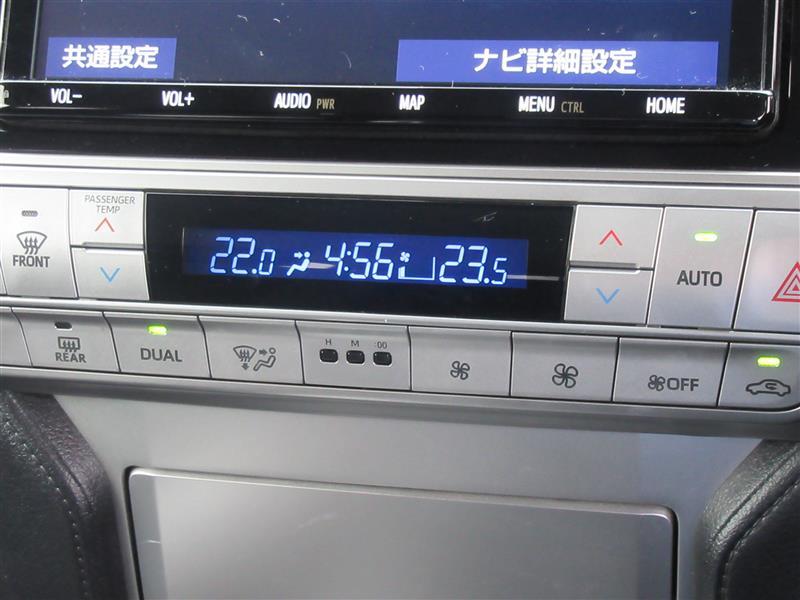 共通設定 ナビ詳細設定
VOL− VOL+ AUDIO PWR MAP MENU CTRL HOME
PASSENGER
TEMP
22.0 4:56 23.5
FRONT AUTO
REAR DUAL H M :00 OFF